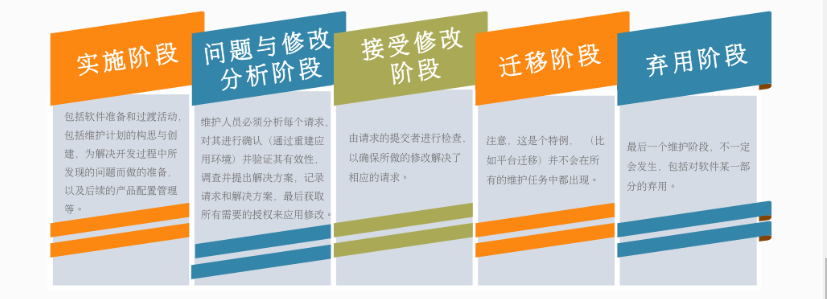 实施阶段
包括软件准备和过渡活动,
包括维护计划的构思与创
建，为解决开发过程中所
发现的问题而做的准备,
以及后续的产品配置管理
等。
问题与修改
分析阶段
维护人员必须分析每个请求,
对其进行确认（通过重建应
用环境）并验证其有效性,
调查并提出解决方案，记录
请求和解决方案，最后获取
所有需要的授权来应用修改。
接受修改
阶段
由请求的提交者进行检查,
以确保所做的修改解决了
相应的请求。
迁移阶段
注意，这是个特例， （比
如平台迁移）并不会在所
有的维护任务中都出现。
弃用阶段
最后一个维护阶段，不一定
会发生，包括对软件某一部
分的弃用。